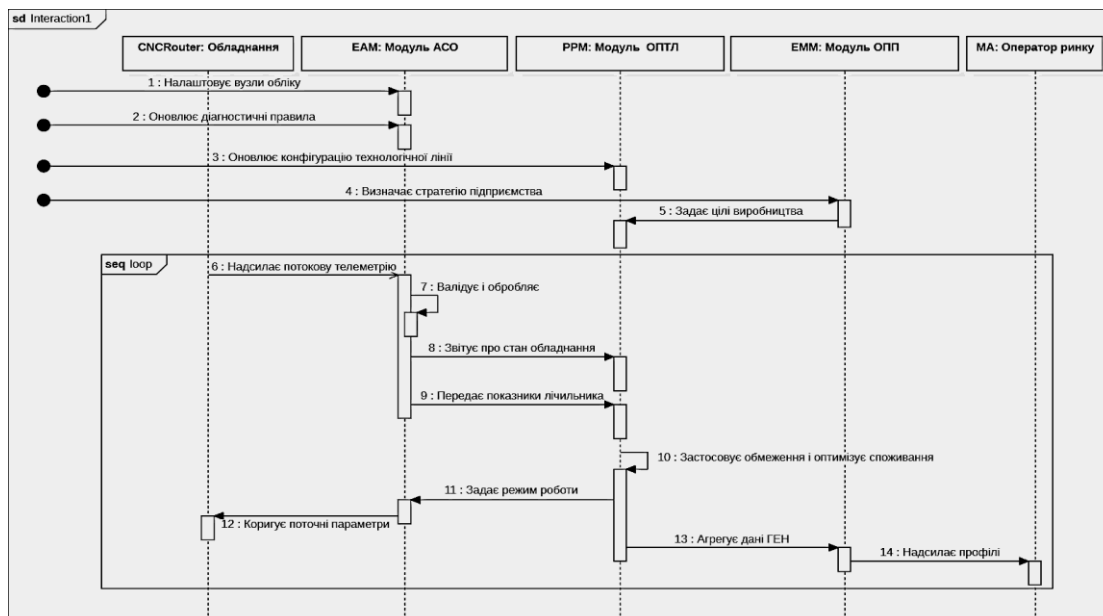 sd Interaction1
CNCRouter: Обладнання
EAM: Модуль АСО
PPM: Модуль ОПТЛ
EMM: Модуль ОПП
MA: Оператор ринку
1 : Налаштовує вузли обліку
2 : Оновлює діагностичні правила
3 : Оновлює конфігурацію технологічної лінії
4 : Визначає стратегію підприємства
5 : Задає цілі виробництва
seq loop
6 : Надсилає потокову телеметрію
7 : Валідує і обробляє
8 : Звітує про стан обладнання
9 : Передає показники лічильника
10 : Застосовує обмеження і оптимізує споживання
11 : Задає режим роботи
12 : Коригує поточні параметри
13 : Агрегує дані ГЕН
14 : Надсилає профілі